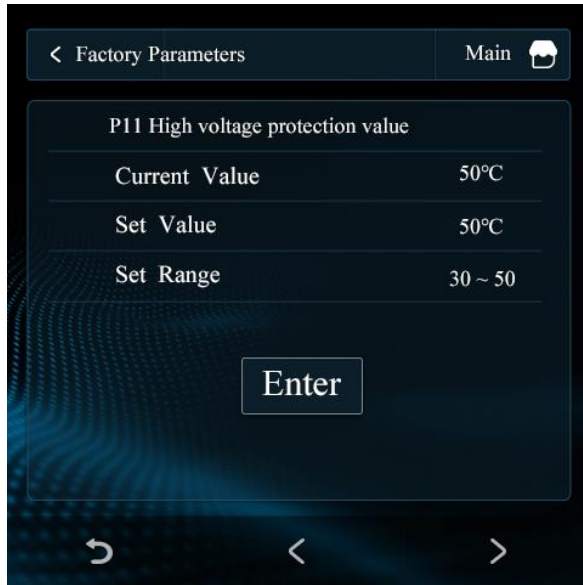 Factory Parameters Main
P11 High voltage protection value
Current Value 50℃
Set Value 50℃
Set Range 30 ~ 50
Enter